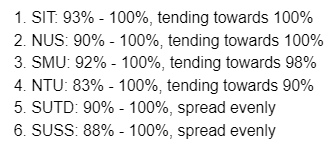 1. SIT: 93% - 100%, tending towards 100%
2. NUS: 90% - 100%, tending towards 100%
3. SMU: 92% - 100%, tending towards 98%
4. NTU: 83% - 100%, tending towards 90%
5. SUTD: 90% - 100%, spread evenly
6. SUSS: 88% - 100%, spread evenly